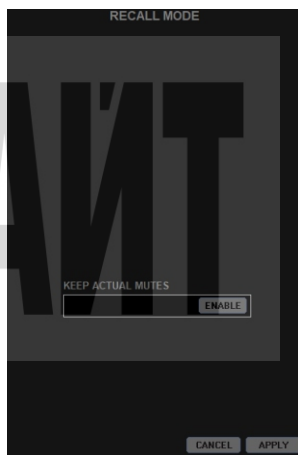 RECALL MODE
АЙТ
KEEP ACTUAL MUTES
ENABLE
CANCEL APPLY